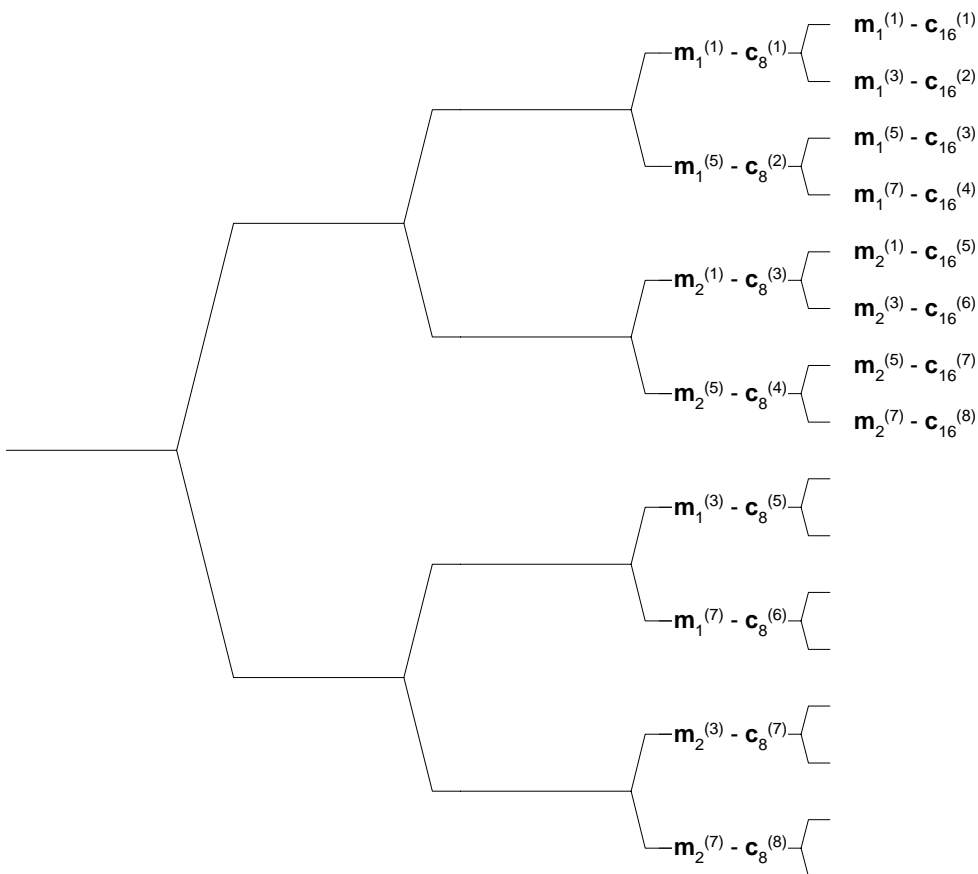 m₁⁽¹⁾ - c₁₆⁽¹⁾
m₁⁽¹⁾ - c₈⁽¹⁾
m₁⁽³⁾ - c₁₆⁽²⁾
m₁⁽⁵⁾ - c₁₆⁽³⁾
m₁⁽⁵⁾ - c₈⁽²⁾
m₁⁽⁷⁾ - c₁₆⁽⁴⁾
m₂⁽¹⁾ - c₁₆⁽⁵⁾
m₂⁽¹⁾ - c₈⁽³⁾
m₂⁽³⁾ - c₁₆⁽⁶⁾
m₂⁽⁵⁾ - c₁₆⁽⁷⁾
m₂⁽⁵⁾ - c₈⁽⁴⁾
m₂⁽⁷⁾ - c₁₆⁽⁸⁾
m₁⁽³⁾ - c₈⁽⁵⁾
m₁⁽⁷⁾ - c₈⁽⁶⁾
m₂⁽³⁾ - c₈⁽⁷⁾
m₂⁽⁷⁾ - c₈⁽⁸⁾